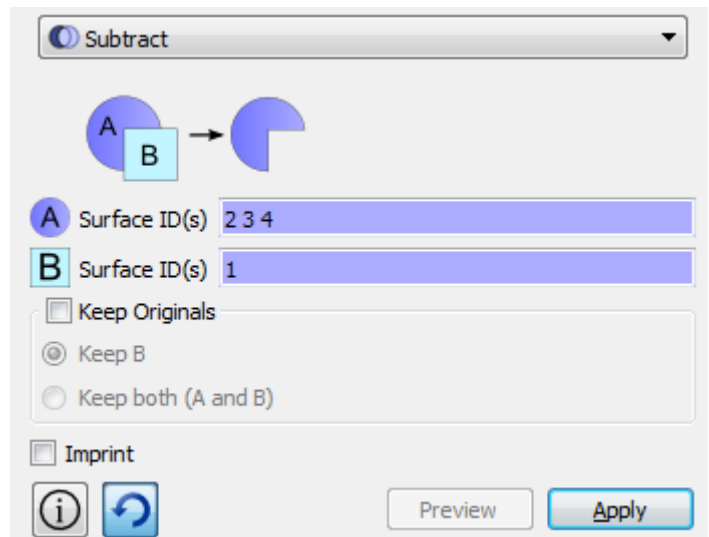 Subtract
A
B
A Surface ID(s) 2 3 4
B Surface ID(s) 1
Keep Originals
Keep B
Keep both (A and B)
Imprint
i Preview Apply